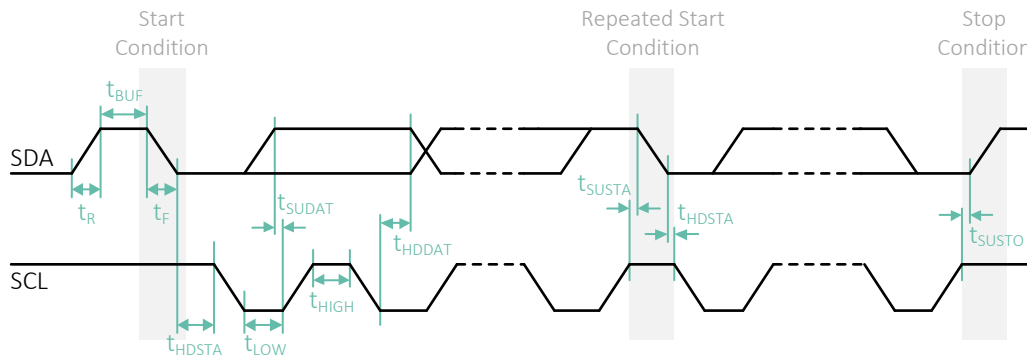 Start
Condition
Repeated Start
Condition
Stop
Condition
tBUF
SDA
tR
tF
tSUDAT
tHDDAT
tSUSTA
tHDSTA
tSUSTO
SCL
tHIGH
tHDSTA
tLOW